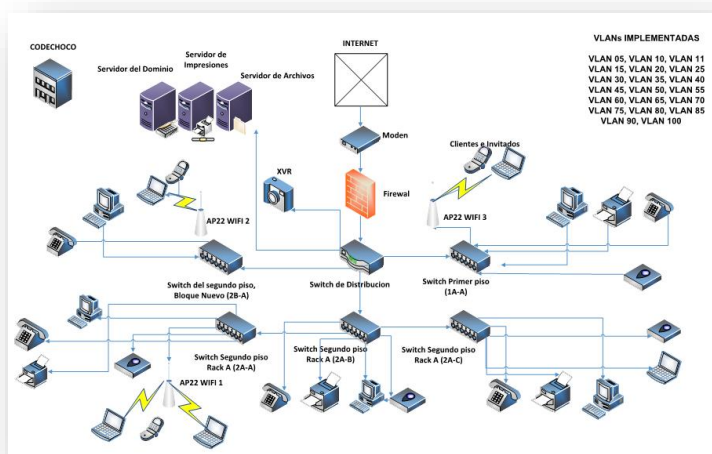 CODECHOCO
Servidor del Dominio
Servidor de
Impresiones
Servidor de Archivos
INTERNET
VLANs IMPLEMENTADAS
VLAN 05, VLAN 10, VLAN 11
VLAN 15, VLAN 20, VLAN 25
VLAN 30, VLAN 35, VLAN 40
VLAN 45, VLAN 50, VLAN 55
VLAN 60, VLAN 65, VLAN 70
VLAN 75, VLAN 80, VLAN 85
VLAN 90, VLAN 100
Moden
Clientes e Invitados
XVR
Firewal
AP22 WIFI 2
AP22 WIFI 3
Switch del segundo piso,
Bloque Nuevo (2B-A)
Switch de Distribucion
Switch Primer piso
(1A-A)
Switch Segundo piso
Rack A (2A-A)
Switch Segundo piso
Rack A (2A-B)
Switch Segundo piso
Rack A (2A-C)
AP22 WIFI 1